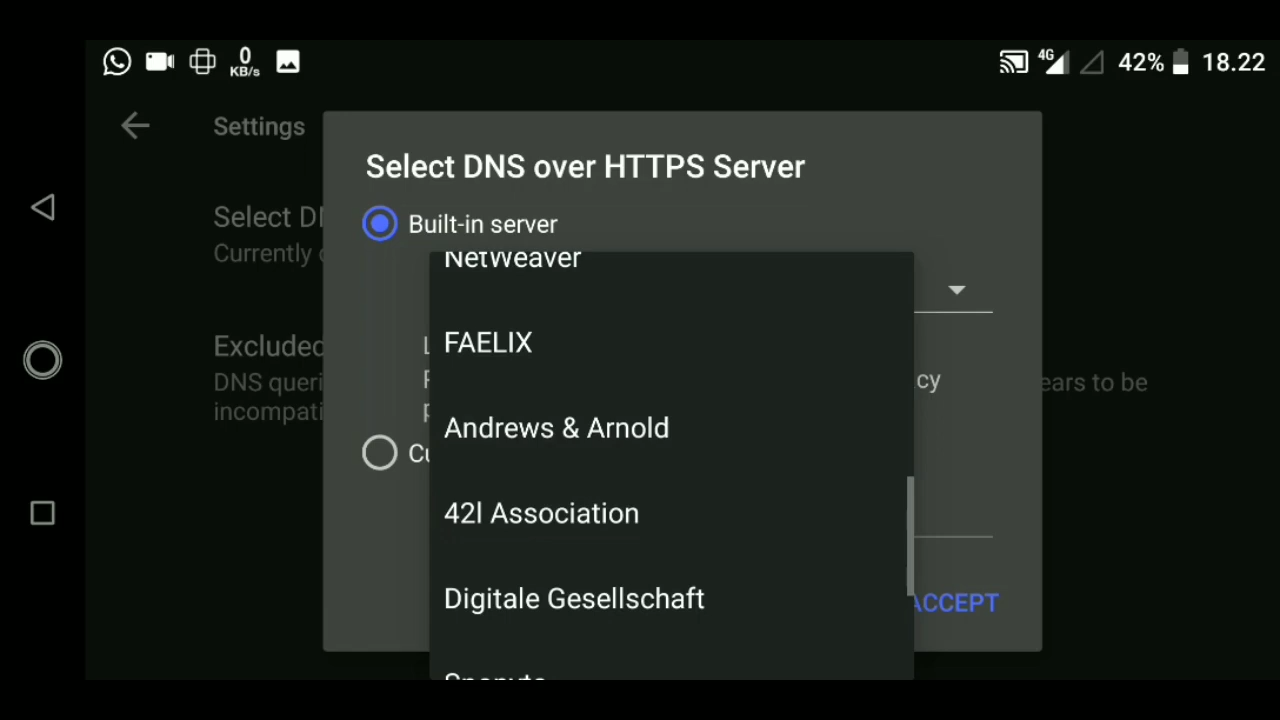 0
KB/s
4G
42%
18.22
Settings
Select DNS over HTTPS Server
Select D
Currently
Built-in server
NetWeaver
FAELIX
Excluded
DNS queri
incompati
cy
ears to be
Andrews & Arnold
42l Association
Digitale Gesellschaft
ACCEPT